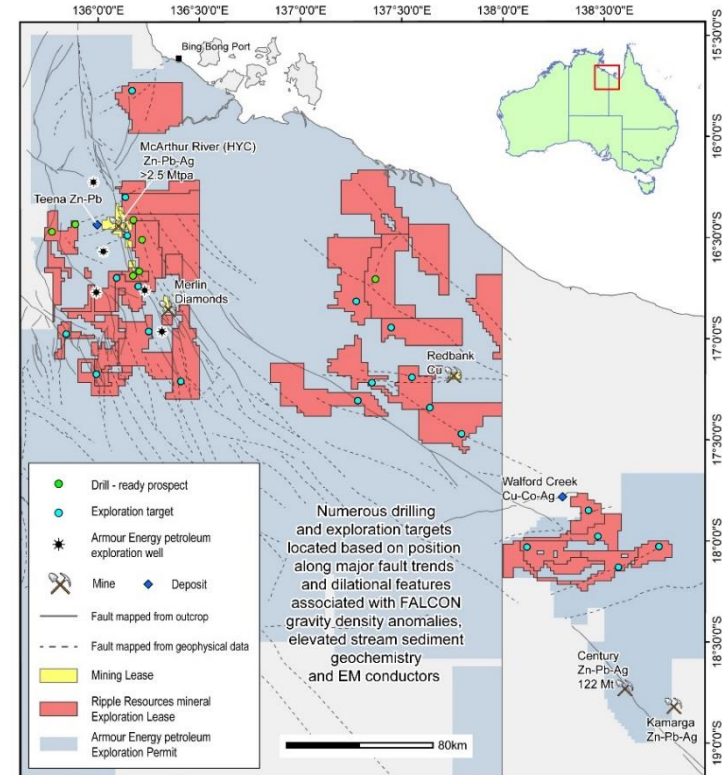 136°0'0"E
136°30'0"E
137°0'0"E
137°30'0"E
138°0'0"E
138°30'0"E
15°30'0"S
16°0'0"S
16°30'0"S
17°0'0"S
17°30'0"S
18°0'0"S
18°30'0"S
19°0'0"S
Bing Bong Port
McArthur River (HYC)
Zn-Pb-Ag
>2.5 Mtpa
Teena Zn-Pb
Merlin
Diamonds
Redbank
Cu
Walford Creek
Cu-Co-Ag
Century
Zn-Pb-Ag
122 Mt
Kamarga
Zn-Pb-Ag
Numerous drilling
and exploration targets
located based on position
along major fault trends
and dilational features
associated with FALCON
gravity density anomalies,
elevated stream sediment
geochemistry
and EM conductors
80km
Drill - ready prospect
Exploration target
Armour Energy petroleum
exploration well
Mine
Deposit
Fault mapped from outcrop
Fault mapped from geophysical data
Mining Lease
Ripple Resources mineral
Exploration Lease
Armour Energy petroleum
Exploration Permit